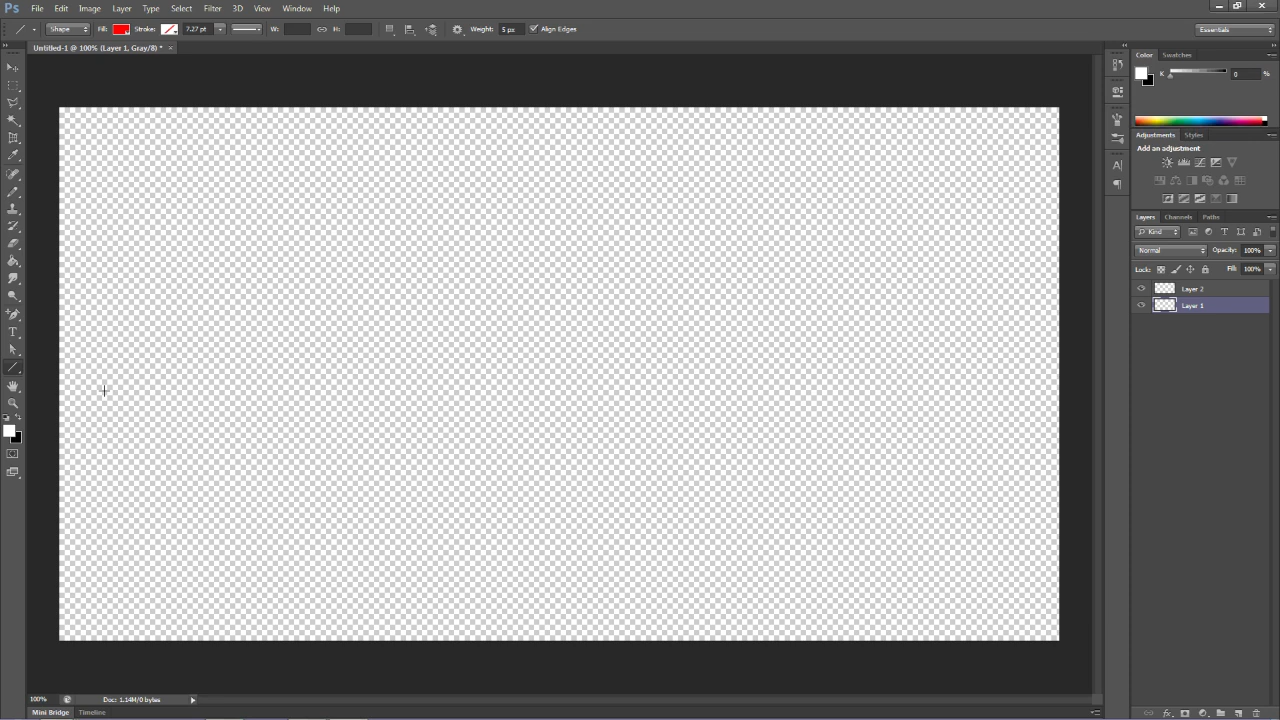 Ps File Edit Image Layer Type Select Filter 3D View Window Help
Shape Fill: Stroke: 7.27 pt W: H: Weight: 5 px Align Edges Essentials
Untitled-1 @ 100% (Layer 1, Gray/8) * ×
Color Swatches
K 0 %
Adjustments Styles
Add an adjustment
Layers Channels Paths
Kind
Normal Opacity: 100%
Lock: Fill: 100%
Layer 2
Layer 1
100% Doc: 1.14M/0 bytes
Mini Bridge Timeline